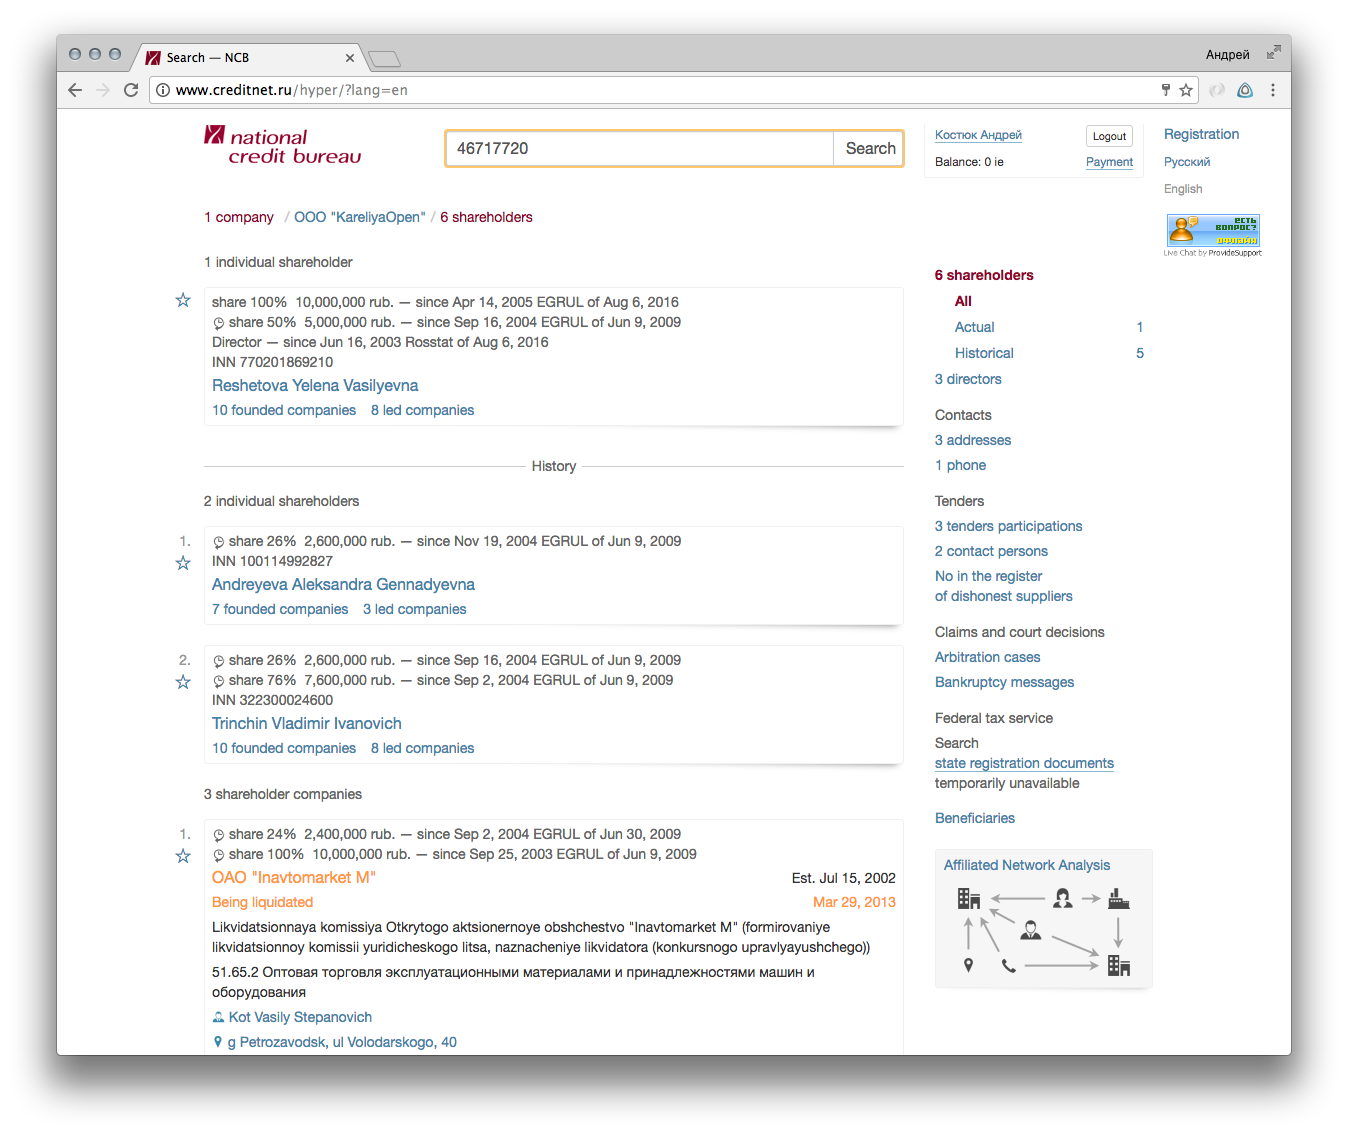 Search — NCB
Андрей
www.creditnet.ru/hyper/?lang=en
national
credit bureau
46717720
Search
Костюк Андрей
Logout
Balance: 0 ie
Payment
Registration
Русский
English
есть
вопрос?
оффлайн
Live Chat by ProvideSupport
1 company / ООО "KareliyaOpen" / 6 shareholders
1 individual shareholder
share 100% 10,000,000 rub. — since Apr 14, 2005 EGRUL of Aug 6, 2016
share 50% 5,000,000 rub. — since Sep 16, 2004 EGRUL of Jun 9, 2009
Director — since Jun 16, 2003 Rosstat of Aug 6, 2016
INN 770201869210
Reshetova Yelena Vasilyevna
10 founded companies 8 led companies
History
2 individual shareholders
1.
share 26% 2,600,000 rub. — since Nov 19, 2004 EGRUL of Jun 9, 2009
INN 100114992827
Andreyeva Aleksandra Gennadyevna
7 founded companies 3 led companies
2.
share 26% 2,600,000 rub. — since Sep 16, 2004 EGRUL of Jun 9, 2009
share 76% 7,600,000 rub. — since Sep 2, 2004 EGRUL of Jun 9, 2009
INN 322300024600
Trinchin Vladimir Ivanovich
10 founded companies 8 led companies
3 shareholder companies
1.
share 24% 2,400,000 rub. — since Sep 2, 2004 EGRUL of Jun 30, 2009
share 100% 10,000,000 rub. — since Sep 25, 2003 EGRUL of Jun 9, 2009
OAO "Inavtomarket M"
Est. Jul 15, 2002
Being liquidated
Mar 29, 2013
Likvidatsionnaya komissiya Otkrytogo aktsionernoye obshchestvo "Inavtomarket M" (formirovaniye
likvidatsionnoy komissii yuridicheskogo litsa, naznacheniye likvidatora (konkursnogo upravlyayushchego))
51.65.2 Оптовая торговля эксплуатационными материалами и принадлежностями машин и
оборудования
Kot Vasily Stepanovich
g Petrozavodsk, ul Volodarskogo, 40
6 shareholders
All
Actual 1
Historical 5
3 directors
Contacts
3 addresses
1 phone
Tenders
3 tenders participations
2 contact persons
No in the register
of dishonest suppliers
Claims and court decisions
Arbitration cases
Bankruptcy messages
Federal tax service
Search
state registration documents
temporarily unavailable
Beneficiaries
Affiliated Network Analysis